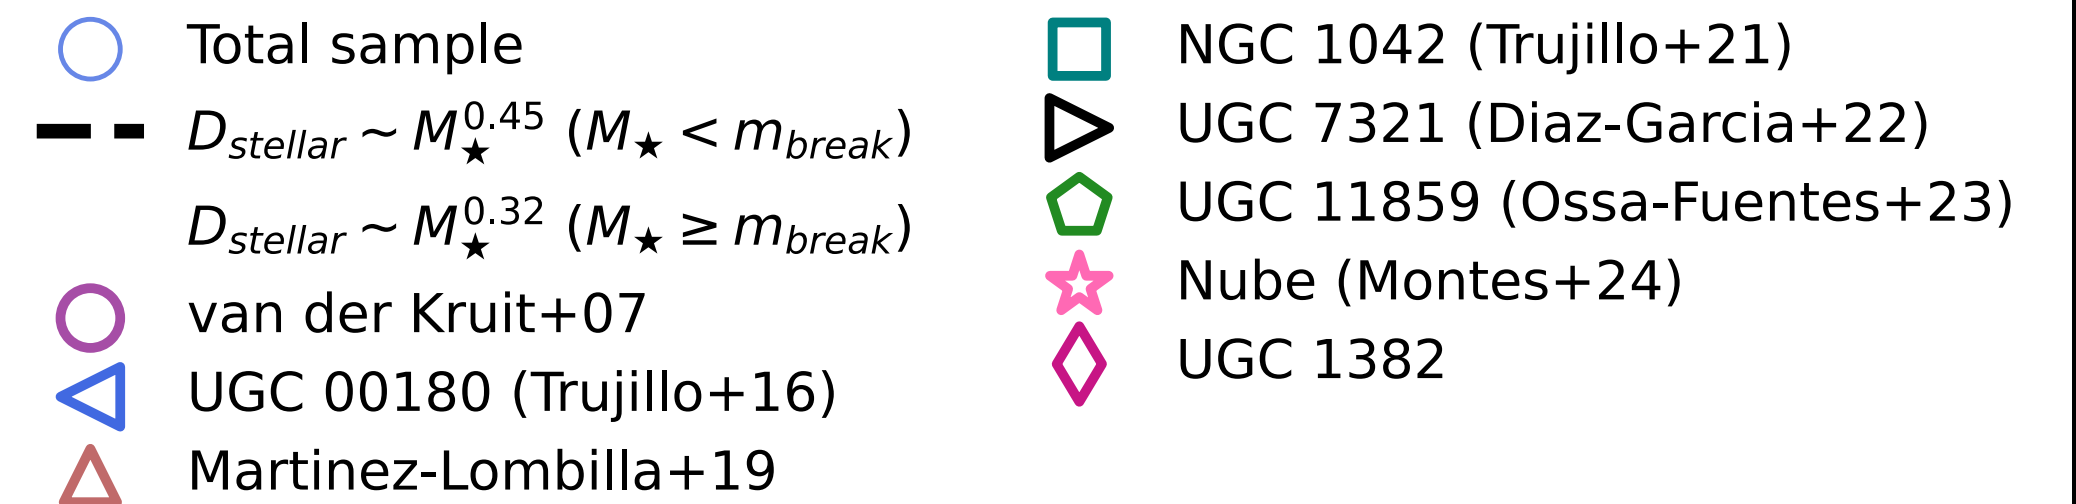 Total sample
D_stellar ~ M_★^0.45 (M_★ < m_break)
D_stellar ~ M_★^0.32 (M_★ ≥ m_break)
van der Kruit+07
UGC 00180 (Trujillo+16)
Martinez-Lombilla+19
NGC 1042 (Trujillo+21)
UGC 7321 (Diaz-Garcia+22)
UGC 11859 (Ossa-Fuentes+23)
Nube (Montes+24)
UGC 1382